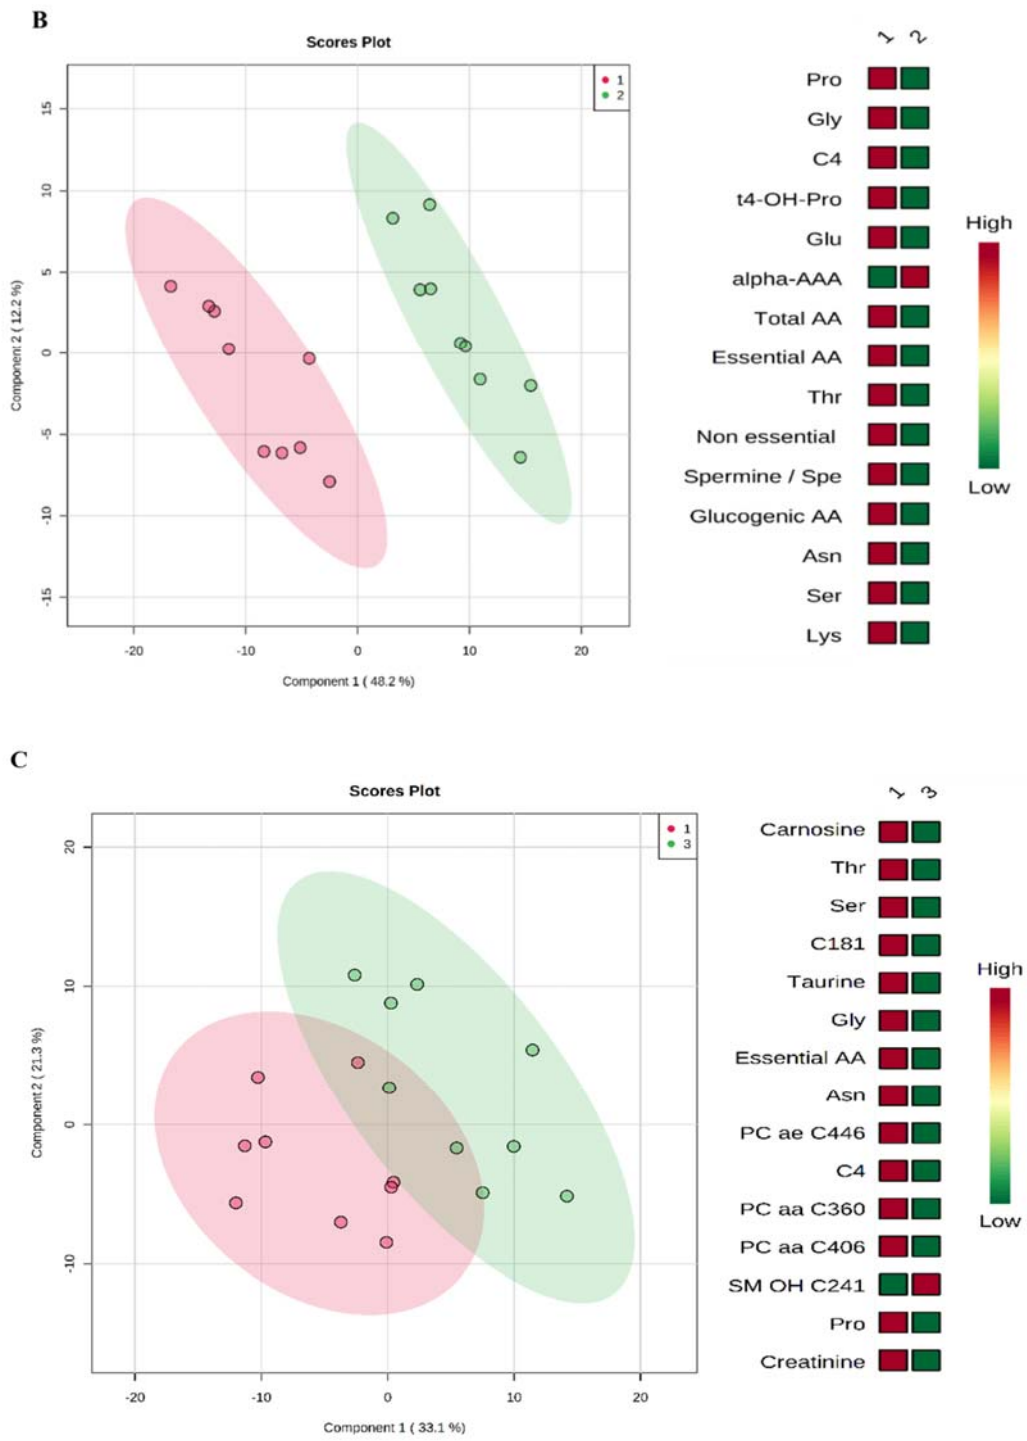 B
Scores Plot
1
2
15
10
5
0
-5
-10
-15
Component 2 ( 12.2 %)
-20 -10 0 10 20
Component 1 ( 48.2 %)
1 2
Pro
Gly
C4
t4-OH-Pro
Glu
alpha-AAA
Total AA
Essential AA
Thr
Non essential
Spermine / Spe
Glucogenic AA
Asn
Ser
Lys
High
Low
C
Scores Plot
1
3
20
10
0
-10
Component 2 ( 21.3 %)
-20 -10 0 10 20
Component 1 ( 33.1 %)
1 3
Carnosine
Thr
Ser
C181
Taurine
Gly
Essential AA
Asn
PC ae C446
C4
PC aa C360
PC aa C406
SM OH C241
Pro
Creatinine
High
Low